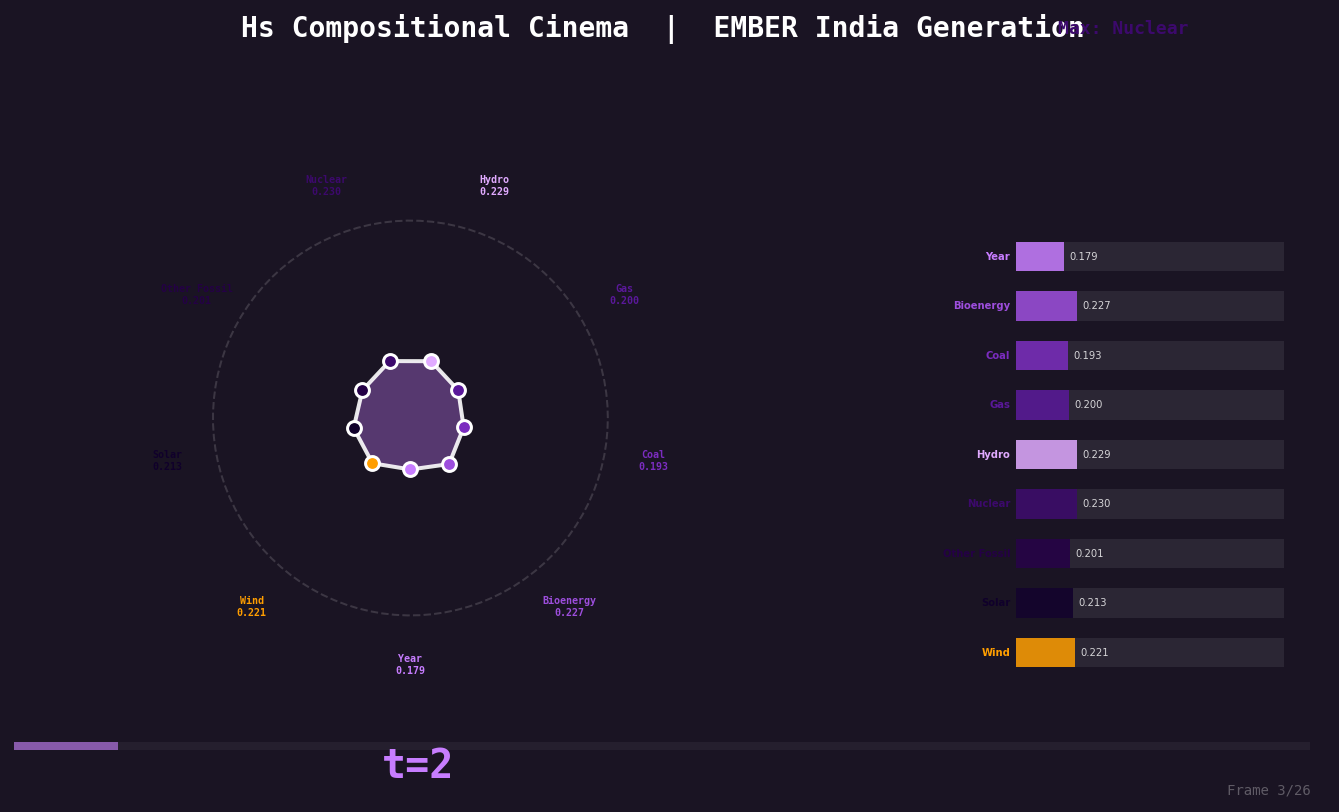 Hs Compositional Cinema | EMBER India Generation
Max: Nuclear
Nuclear
0.230
Hydro
0.229
Other Fossil
0.201
Gas
0.200
Solar
0.213
Coal
0.193
Wind
0.221
Bioenergy
0.227
Year
0.179
Year 0.179
Bioenergy 0.227
Coal 0.193
Gas 0.200
Hydro 0.229
Nuclear 0.230
Other Fossil 0.201
Solar 0.213
Wind 0.221
t=2
Frame 3/26